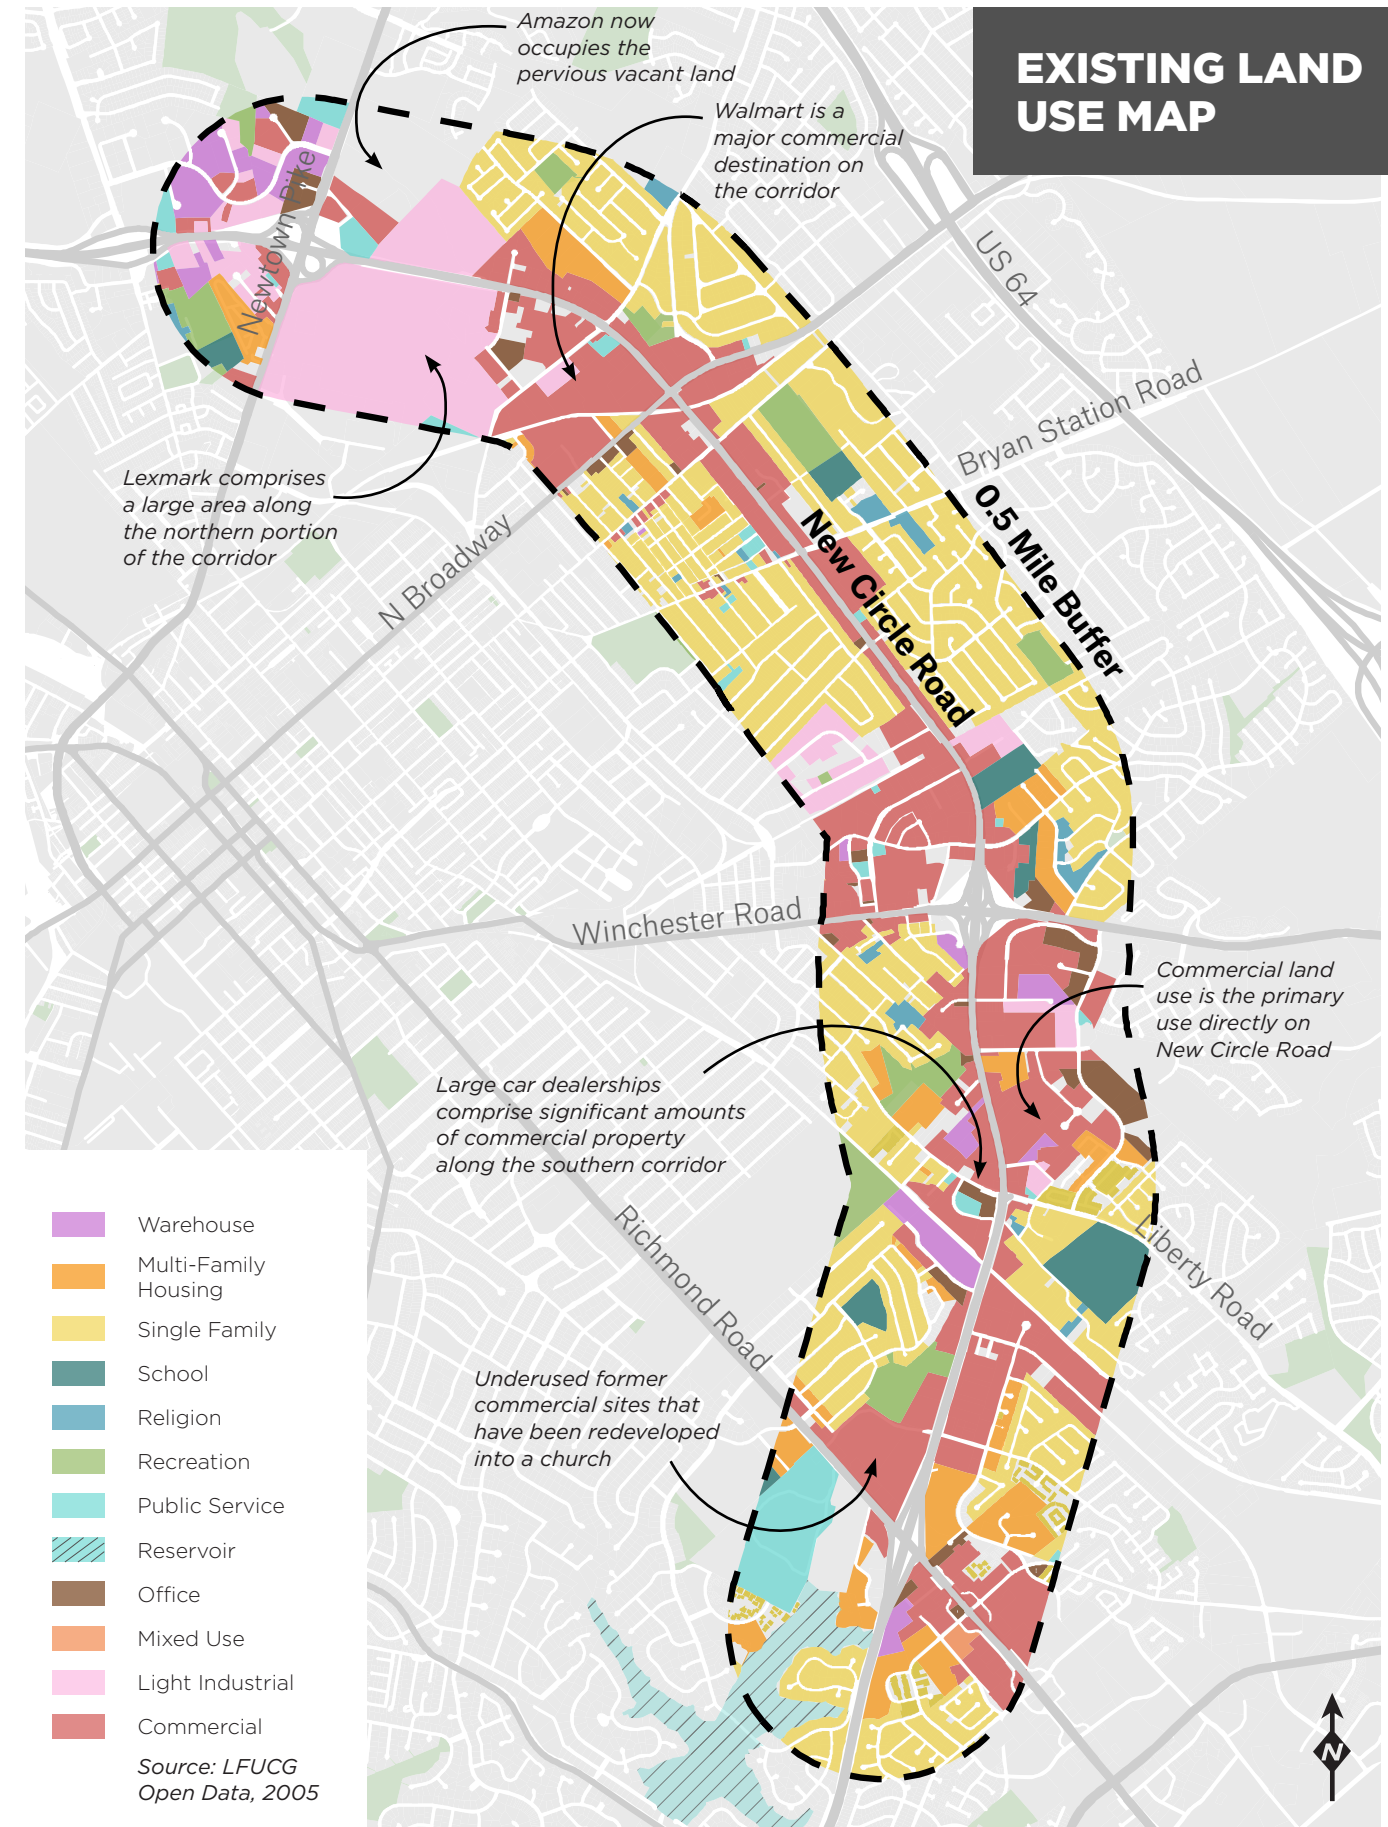 EXISTING LAND
USE MAP
Amazon now
occupies the
pervious vacant land
Walmart is a
major commercial
destination on
the corridor
Newtown Pike
US 64
Bryan Station Road
0.5 Mile Buffer
Lexmark comprises
a large area along
the northern portion
of the corridor
N Broadway
New Circle Road
Winchester Road
Commercial land
use is the primary
use directly on
New Circle Road
Large car dealerships
comprise significant amounts
of commercial property
along the southern corridor
Richmond Road
Liberty Road
Underused former
commercial sites that
have been redeveloped
into a church
Warehouse
Multi-Family
Housing
Single Family
School
Religion
Recreation
Public Service
Reservoir
Office
Mixed Use
Light Industrial
Commercial
Source: LFUCG
Open Data, 2005
N